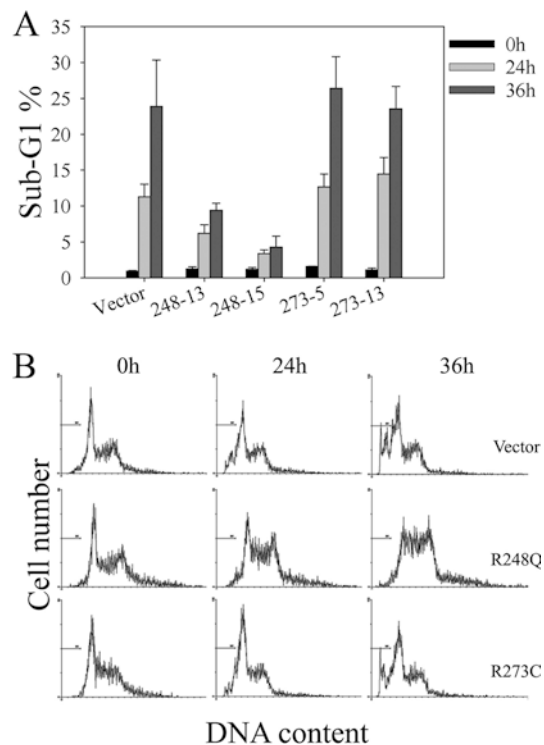 A
35
30
25
20
15
10
5
0
Sub-G1 %
0h
24h
36h
Vector
248-13
248-15
273-5
273-13
B
0h 24h 36h
Cell number
Vector
R248Q
R273C
DNA content